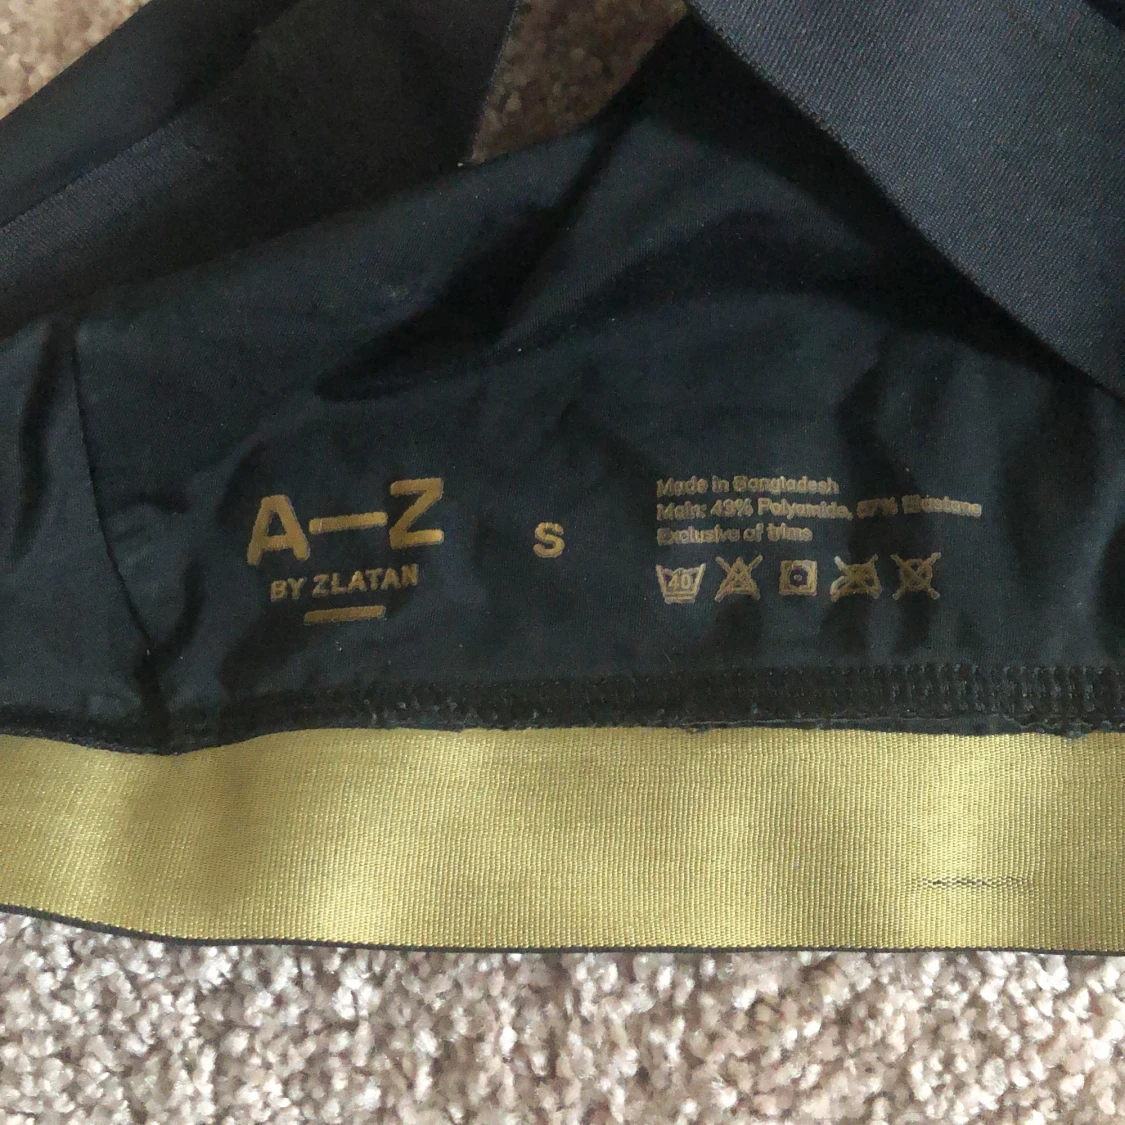 A—Z
BY ZLATAN
S
Made in Bangladesh
Main: 43% Polyamide, 57% Elastane
Exclusive of trims
40